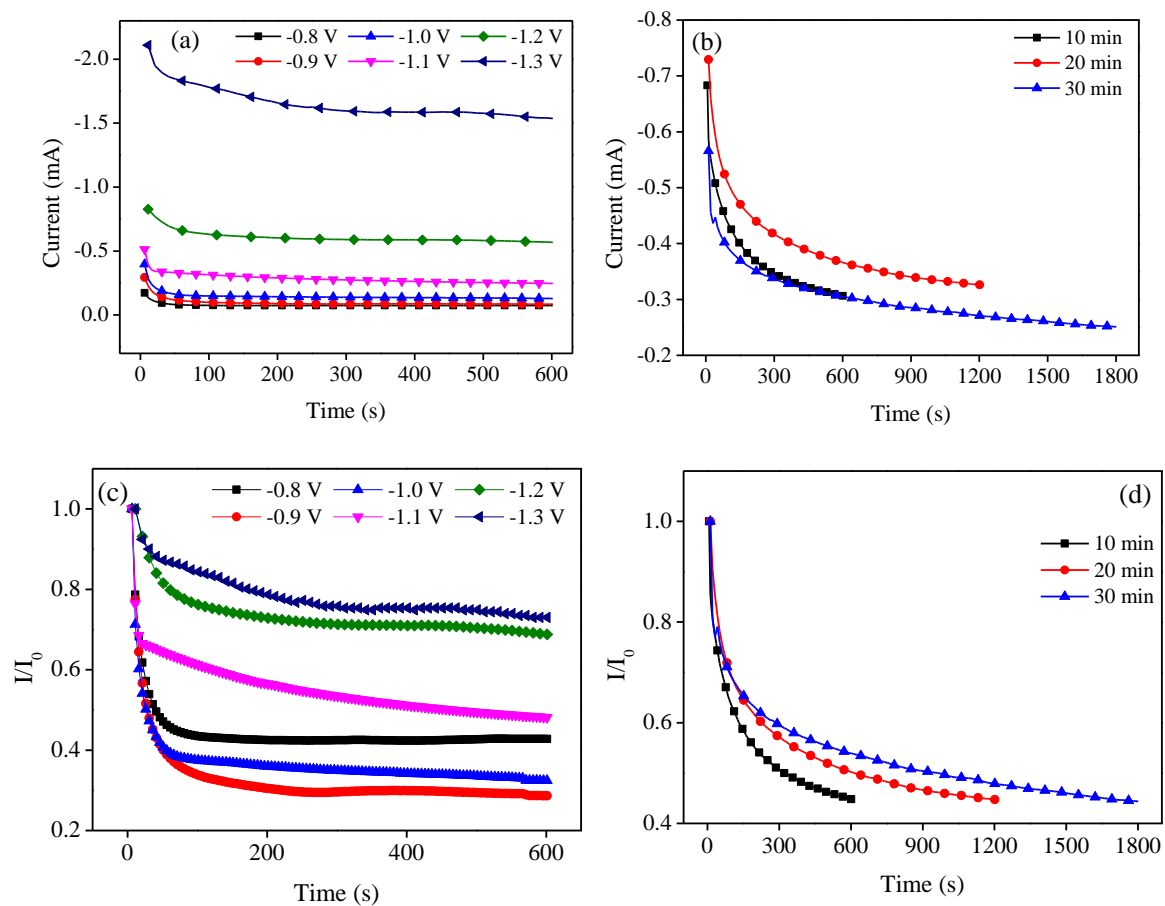 (a)
-0.8 V -1.0 V -1.2 V
-0.9 V -1.1 V -1.3 V
-2.0
-1.5
-1.0
-0.5
0.0
Current (mA)
0 100 200 300 400 500 600
Time (s)
(b)
10 min
20 min
30 min
-0.8
-0.7
-0.6
-0.5
-0.4
-0.3
-0.2
Current (mA)
0 300 600 900 1200 1500 1800
Time (s)
(c)
-0.8 V -1.0 V -1.2 V
-0.9 V -1.1 V -1.3 V
1.0
0.8
0.6
0.4
0.2
I/I0
0 200 400 600
Time (s)
(d)
10 min
20 min
30 min
1.0
0.8
0.6
0.4
I/I0
0 300 600 900 1200 1500 1800
Time (s)